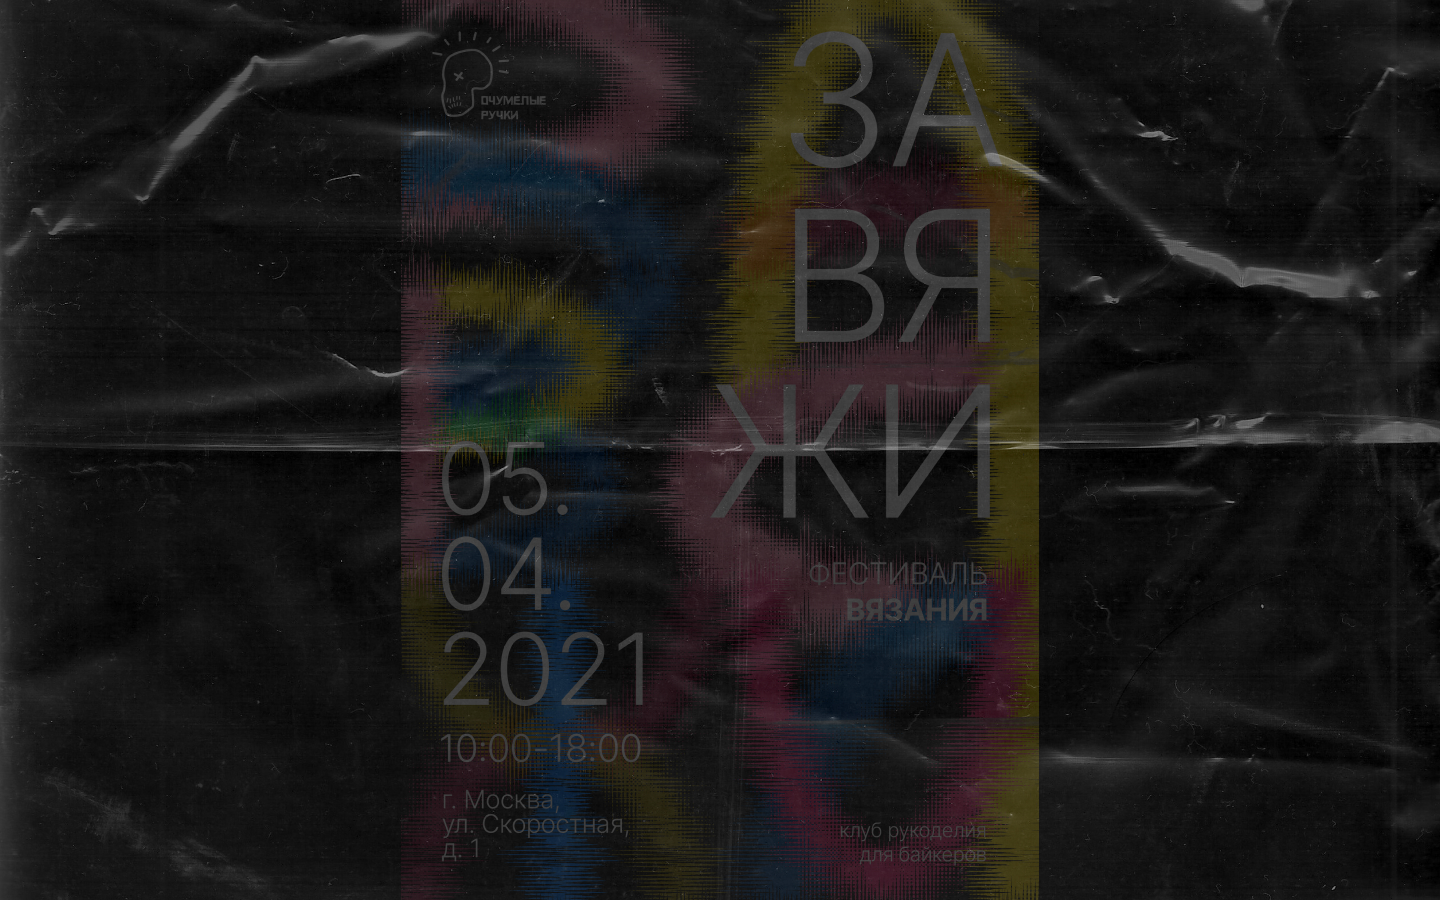 ОЧУМЕЛЫЕ
РУЧКИ
ЗА
ВЯ
ЖИ
ФЕСТИВАЛЬ
ВЯЗАНИЯ
05.
04.
2021
10:00-18:00
г. Москва,
ул. Скоростная,
д. 1
клуб рукоделия
для байкеров